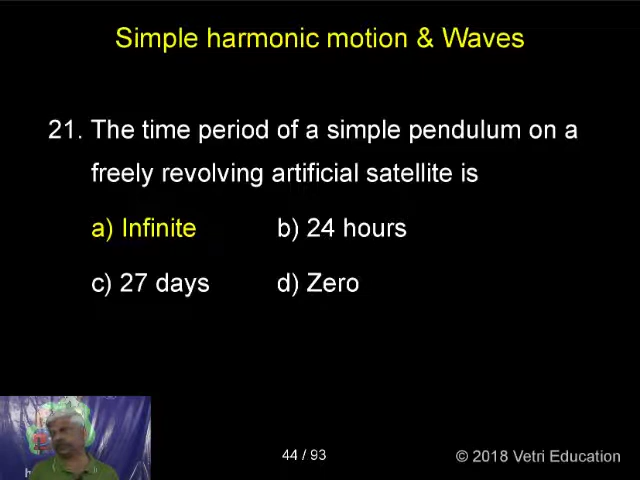 Simple harmonic motion & Waves
21. The time period of a simple pendulum on a
freely revolving artificial satellite is
a) Infinite b) 24 hours
c) 27 days d) Zero
44 / 93
© 2018 Vetri Education